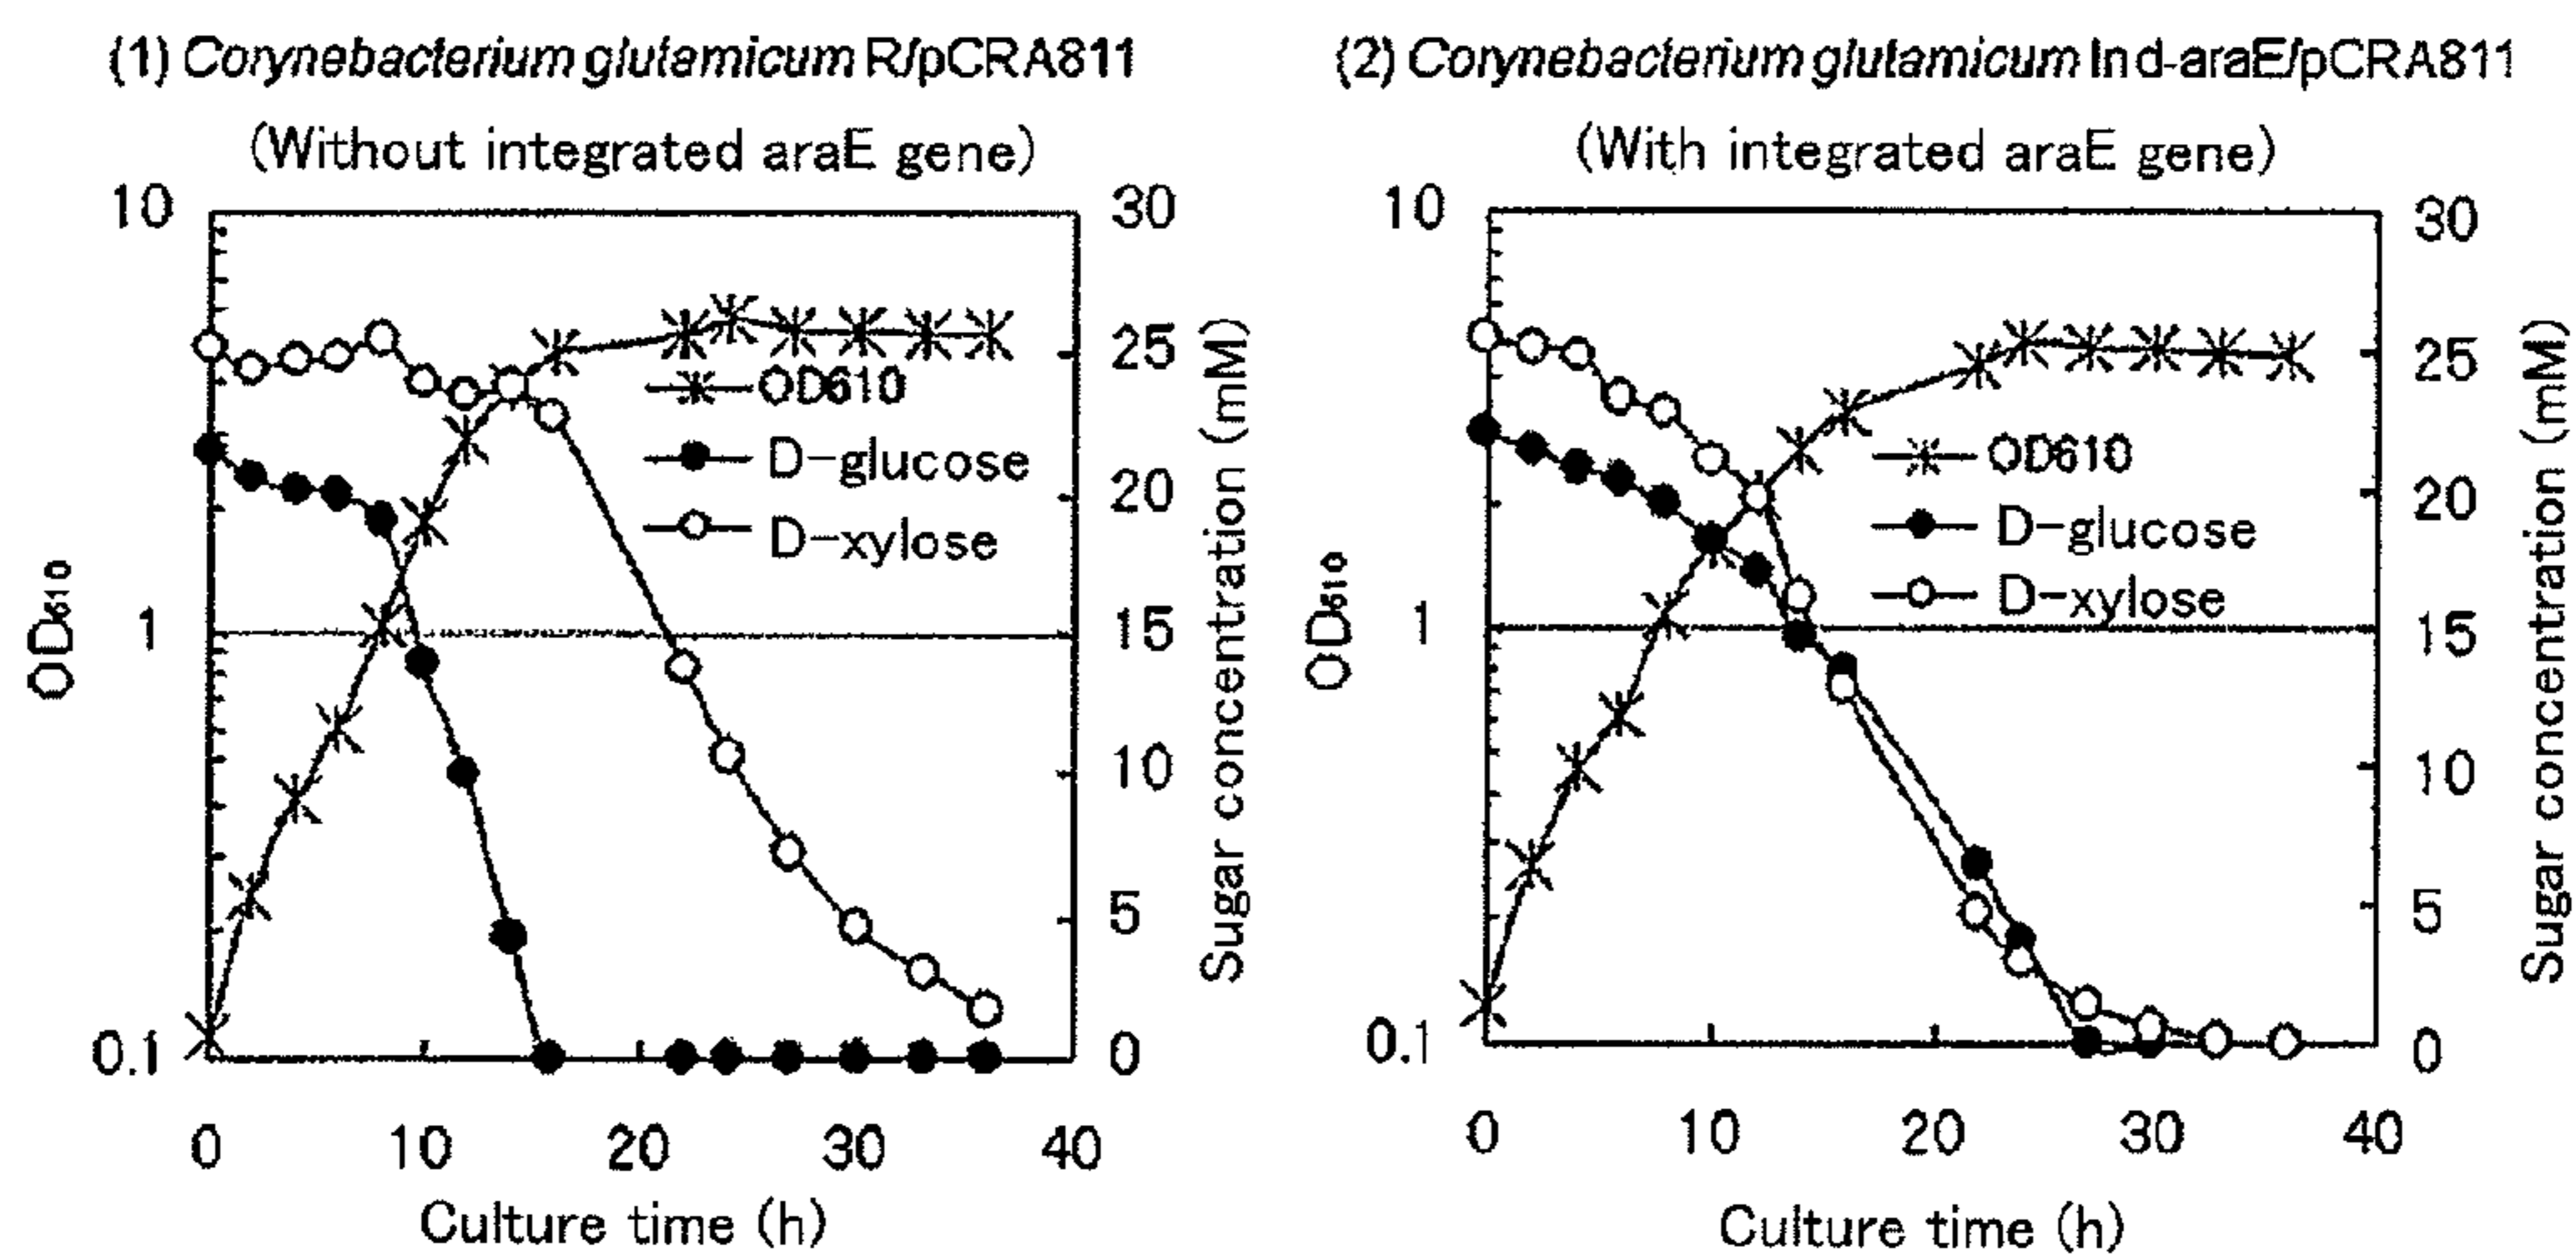 (1) Corynebacterium glutamicum R/pCRA811
(Without integrated araE gene)
10
1
0.1
OD610
30
25
20
15
10
5
0
Sugar concentration (mM)
OD610
D-glucose
D-xylose
0 10 20 30 40
Culture time (h)
(2) Corynebacterium glutamicum Ind-araE/pCRA811
(With integrated araE gene)
10
1
0.1
OD610
30
25
20
15
10
5
0
Sugar concentration (mM)
OD610
D-glucose
D-xylose
0 10 20 30 40
Culture time (h)